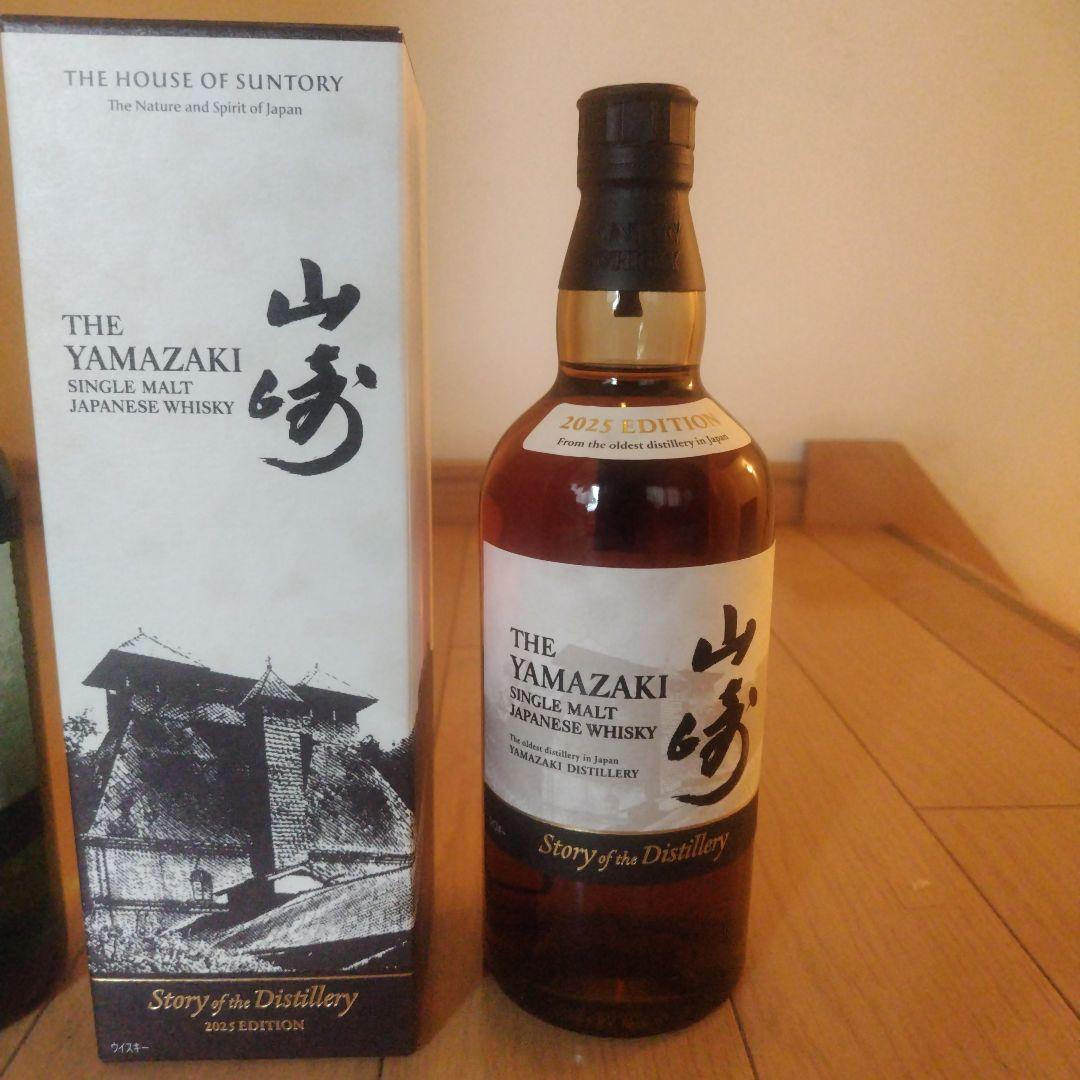 THE HOUSE OF SUNTORY
The Nature and Spirit of Japan
THE
YAMAZAKI
SINGLE MALT
JAPANESE WHISKY
山崎
Story of the Distillery
2025 EDITION
ウイスキー
SUNTORY
WHISKY
2025 EDITION
From the oldest distillery in Japan
THE
YAMAZAKI
SINGLE MALT
JAPANESE WHISKY
山崎
The oldest distillery in Japan
YAMAZAKI DISTILLERY
Story of the Distillery